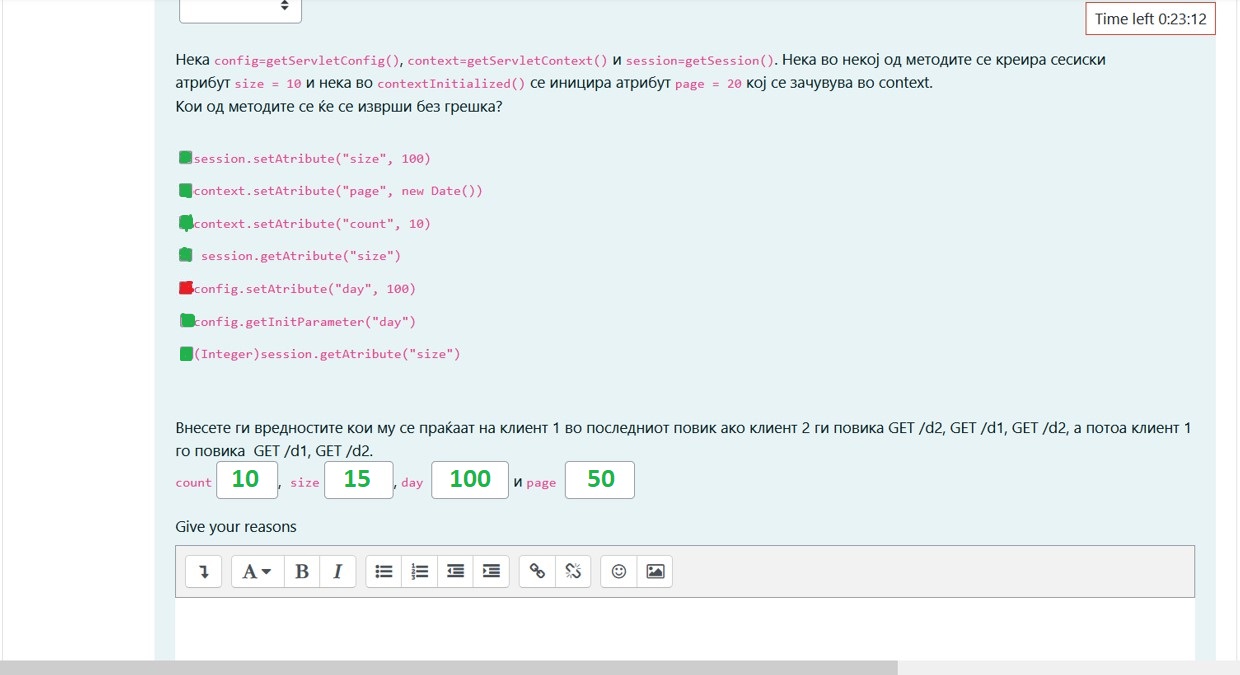 Time left 0:23:12
Нека config=getServletConfig(), context=getServletContext() и session=getSession(). Нека во некој од методите се креира сесиски
атрибут size = 10 и нека во contextInitialized() се иницира атрибут page = 20 кој се зачувува во context.
Кои од методите се ќе се изврши без грешка?
session.setAtribute("size", 100)
context.setAtribute("page", new Date())
context.setAtribute("count", 10)
session.getAtribute("size")
config.setAtribute("day", 100)
config.getInitParameter("day")
(Integer)session.getAtribute("size")
Внесете ги вредностите кои му се праќаат на клиент 1 во последниот повик ако клиент 2 ги повика GET /d2, GET /d1, GET /d2, а потоа клиент 1
го повика GET /d1, GET /d2.
count 10, size 15, day 100 и page 50
Give your reasons
A B I